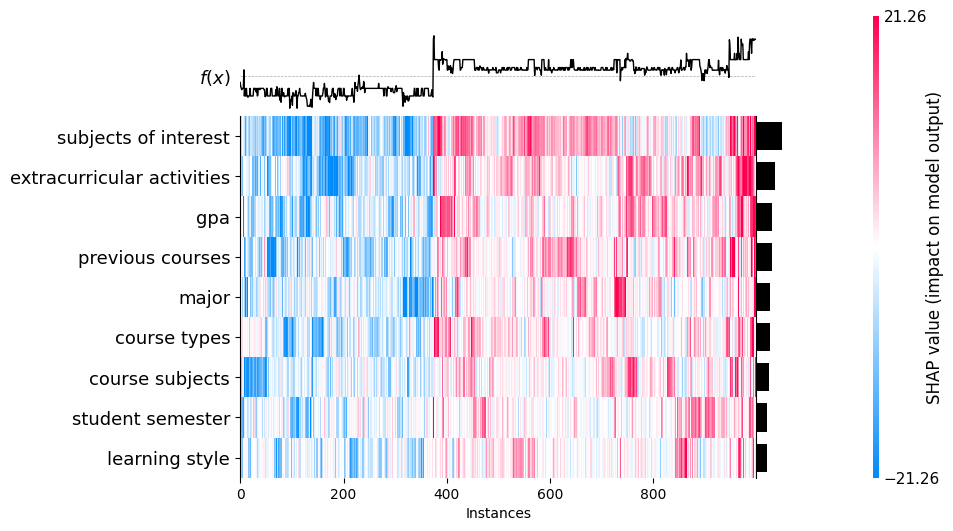 21.26
f(x)
subjects of interest
extracurricular activities
gpa
previous courses
major
course types
course subjects
student semester
learning style
0 200 400 600 800
Instances
SHAP value (impact on model output)
−21.26